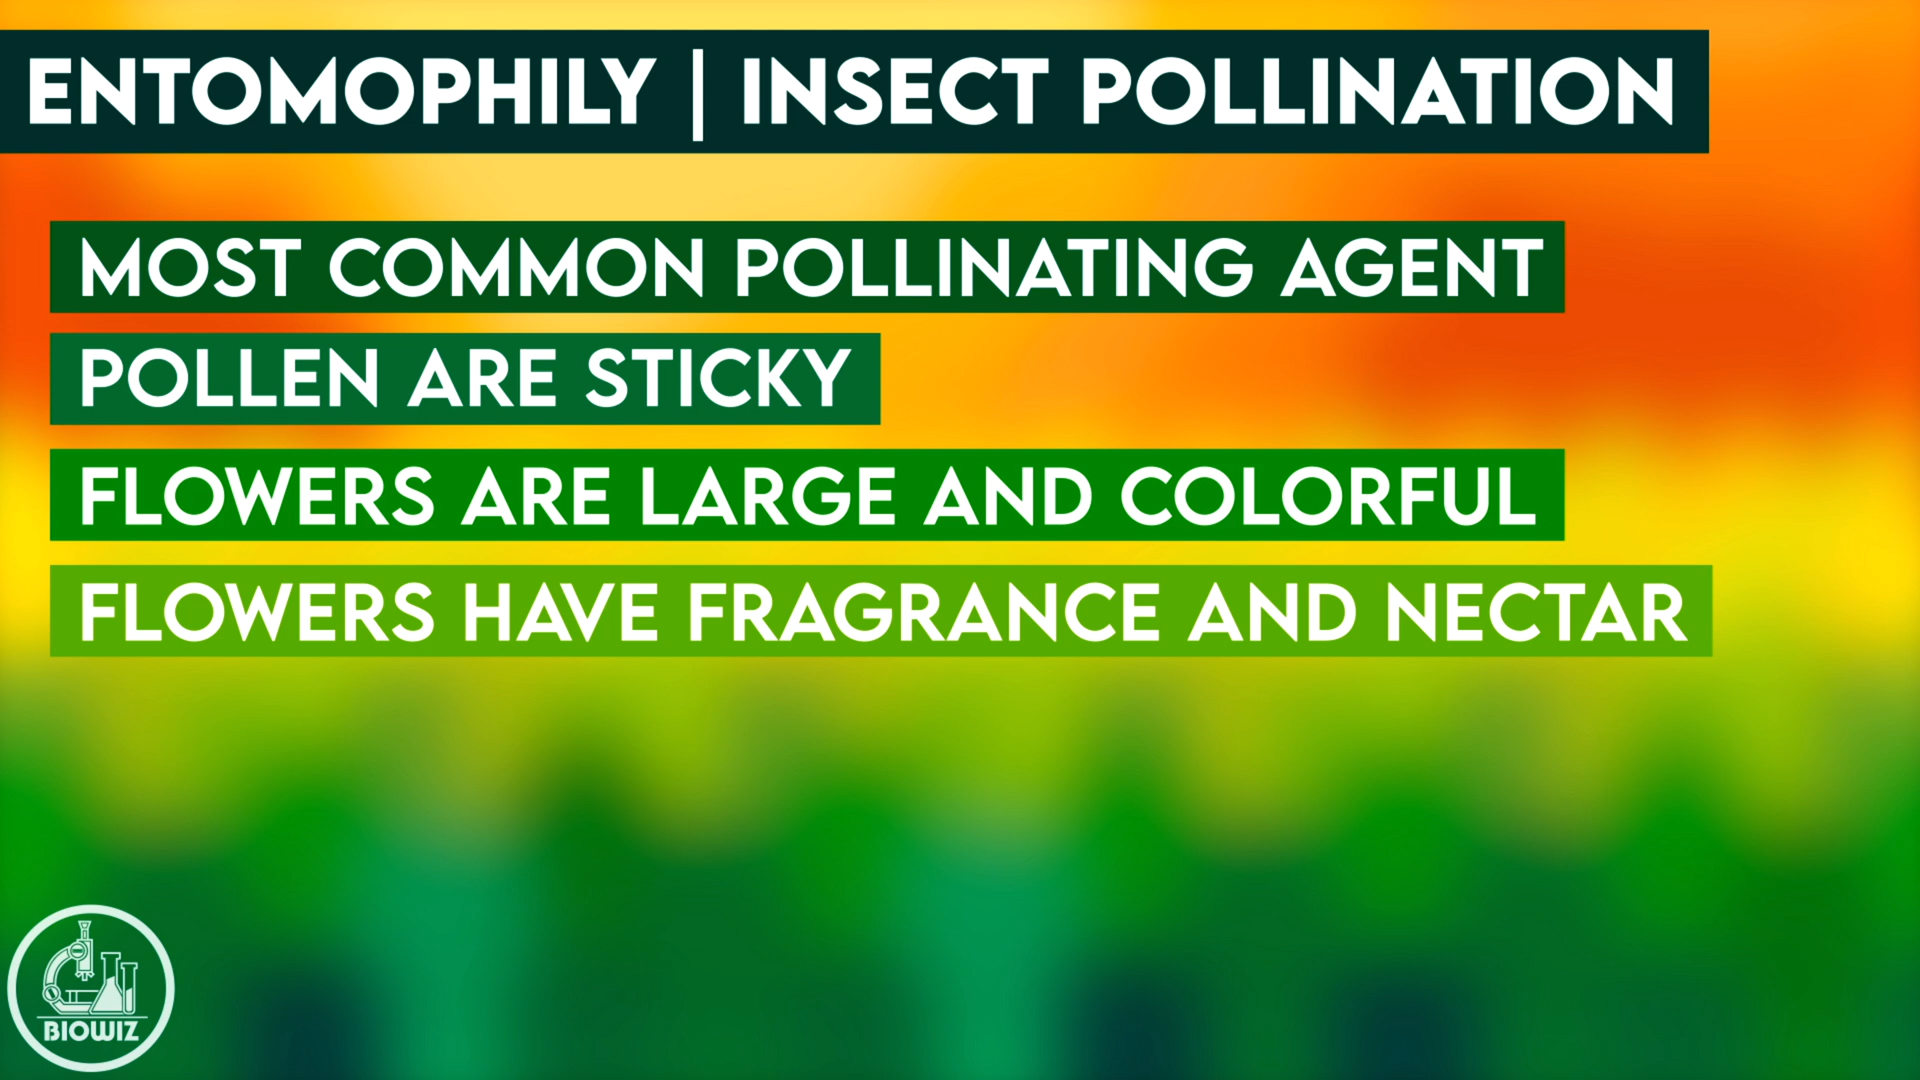 ENTOMOPHILY | INSECT POLLINATION
MOST COMMON POLLINATING AGENT
POLLEN ARE STICKY
FLOWERS ARE LARGE AND COLORFUL
FLOWERS HAVE FRAGRANCE AND NECTAR
BIOWIZ